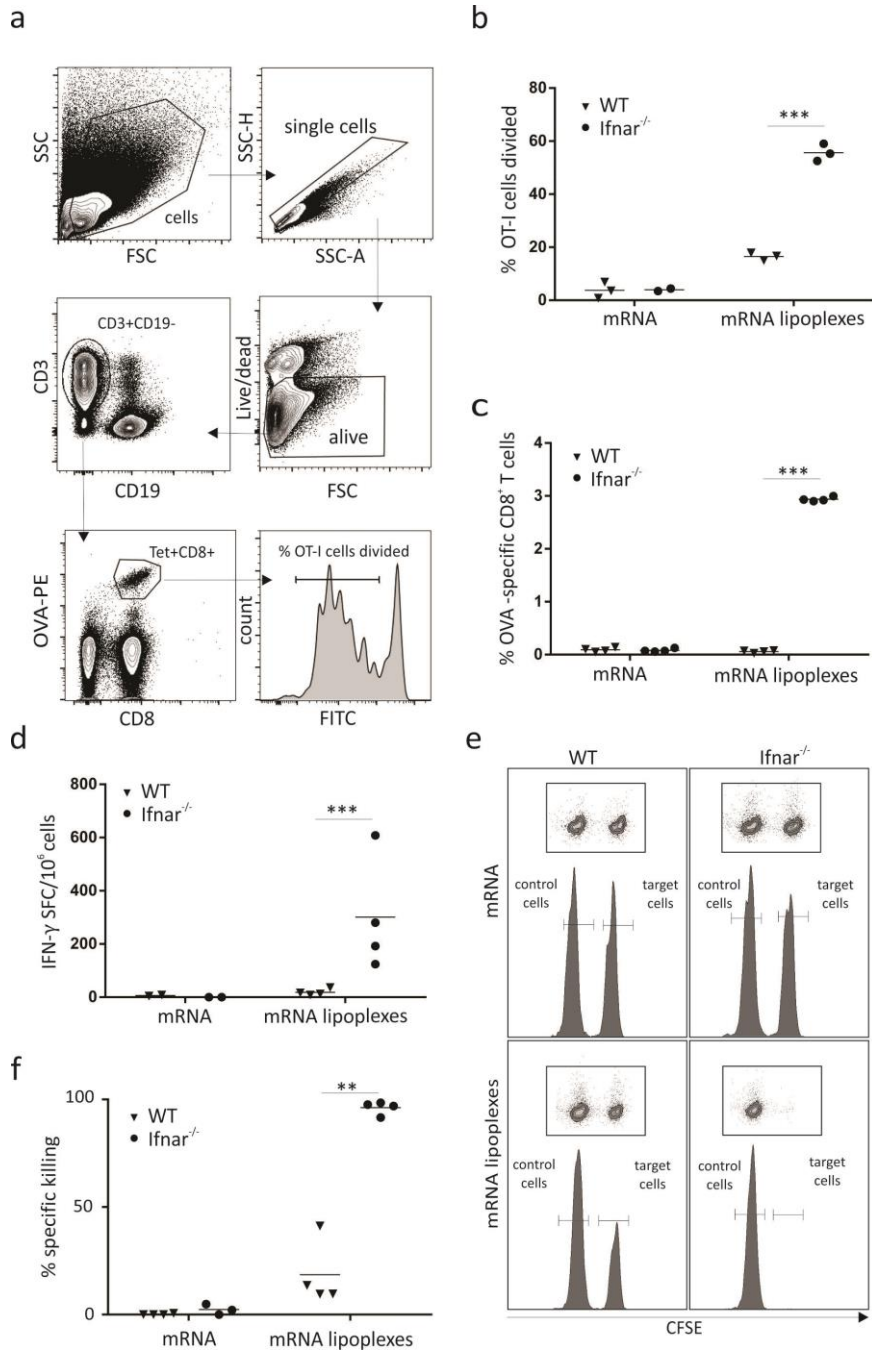 a
SSC
cells
FSC
SSC-H
single cells
SSC-A
CD3
CD3+CD19-
CD19
Live/dead
alive
FSC
OVA-PE
Tet+CD8+
CD8
count
% OT-I cells divided
FITC
b
% OT-I cells divided
80
60
40
20
0
WT
Ifnar-/-
***
mRNA
mRNA lipoplexes
c
% OVA -specific CD8+ T cells
4
3
2
1
0
WT
Ifnar-/-
***
mRNA
mRNA lipoplexes
d
IFN-γ SFC/10⁶ cells
800
600
400
200
0
WT
Ifnar-/-
***
mRNA
mRNA lipoplexes
e
WT
Ifnar-/-
mRNA
control
cells
target
cells
control
cells
target
cells
mRNA lipoplexes
control
cells
target
cells
control
cells
target
cells
CFSE
f
% specific killing
100
50
0
WT
Ifnar-/-
**
mRNA
mRNA lipoplexes